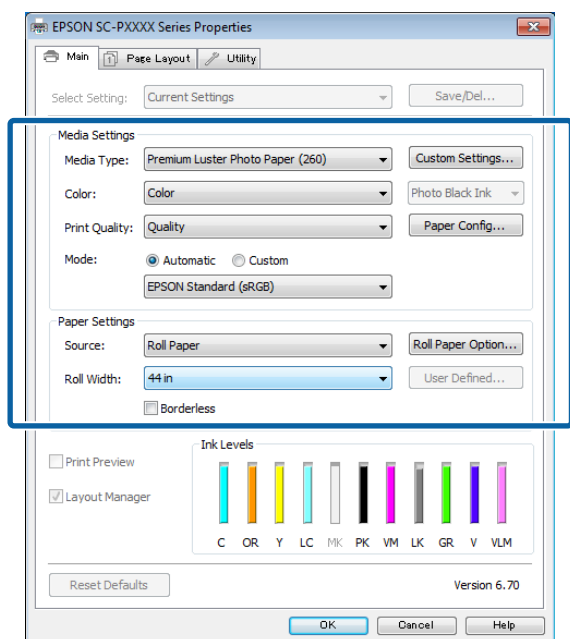 EPSON SC-PXXXX Series Properties
Main Page Layout Utility
Select Setting: Current Settings Save/Del...
Media Settings
Media Type: Premium Luster Photo Paper (260) Custom Settings...
Color: Color Photo Black Ink
Print Quality: Quality Paper Config...
Mode: Automatic Custom
EPSON Standard (sRGB)
Paper Settings
Source: Roll Paper Roll Paper Option...
Roll Width: 44 in User Defined...
Borderless
Ink Levels
Print Preview
Layout Manager
C OR Y LC MK PK VM LK GR V VLM
Reset Defaults Version 6.70
OK Cancel Help